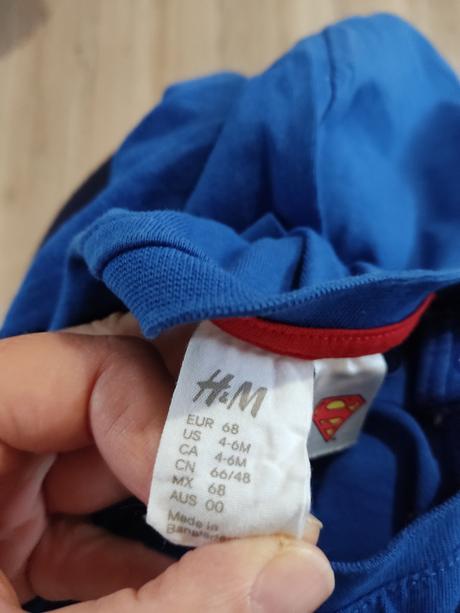 H&M
EUR 68
US 4-6M
CA 4-6M
CN 66/48
MX 68
AUS 00
Made in